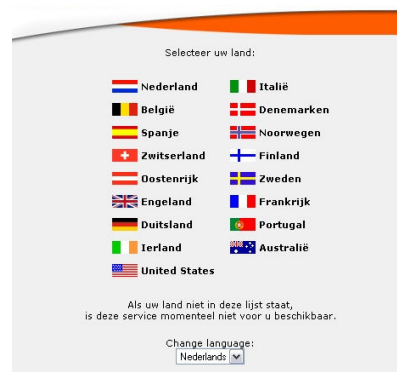 Selecteer uw land:
Nederland Italië
België Denemarken
Spanje Noorwegen
Zwitserland Finland
Oostenrijk Zweden
Engeland Frankrijk
Duitsland Portugal
Ierland Australië
United States
Als uw land niet in deze lijst staat,
is deze service momenteel niet voor u beschikbaar.
Change language:
Nederlands